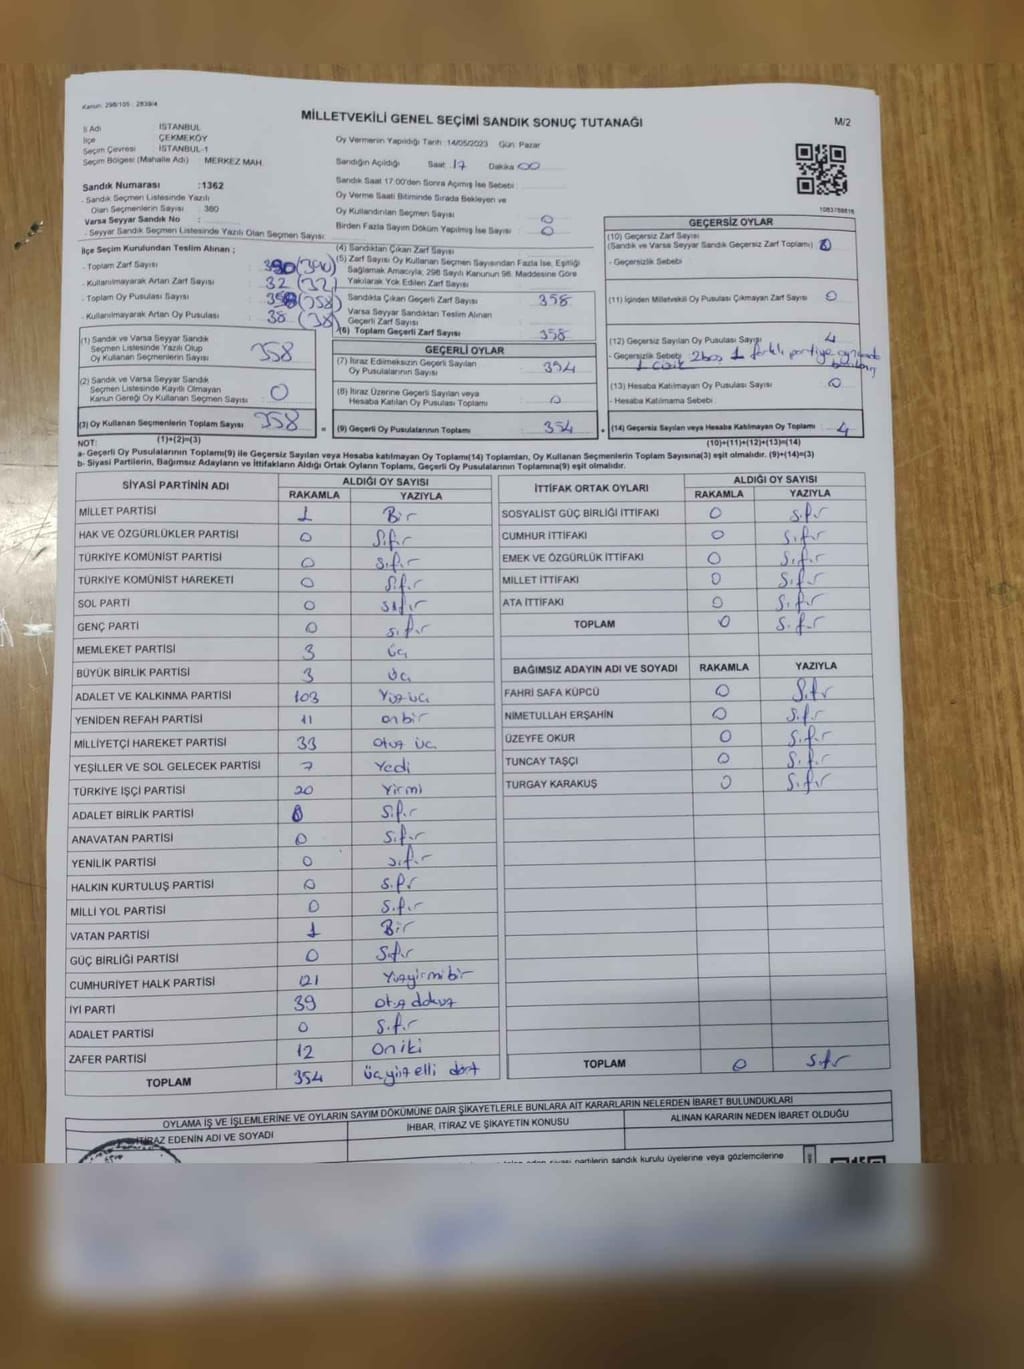 Kanun: 298/105 : 2839/4
MİLLETVEKİLİ GENEL SEÇİMİ SANDIK SONUÇ TUTANAĞI
M/2
İl Adı İSTANBUL
İlçe ÇEKMEKÖY
Seçim Çevresi İSTANBUL-1
Seçim Bölgesi (Mahalle Adı) MERKEZ MAH.
Oy Vermenin Yapıldığı Tarih : 14/05/2023 Gün: Pazar
Sandığın Açıldığı Saat 17 Dakika 00
Sandık Saat 17:00'den Sonra Açılmış İse Sebebi
Oy Verme Saati Bitiminde Sırada Bekleyen ve
Oy Kullandırılan Seçmen Sayısı 0
Birden Fazla Sayım Döküm Yapılmış İse Sayısı 0
Sandık Numarası :1362
- Sandık Seçmen Listesinde Yazılı
Olan Seçmenlerin Sayısı : 380
Varsa Seyyar Sandık No :
- Seyyar Sandık Seçmen Listesinde Yazılı Olan Seçmen Sayısı:
İlçe Seçim Kurulundan Teslim Alınan ;
- Toplam Zarf Sayısı : 390 (390)
- Kullanılmayarak Artan Zarf Sayısı : 32 (32)
- Toplam Oy Pusulası Sayısı : 358 (358)
- Kullanılmayarak Artan Oy Pusulası : 38 (38)
(4) Sandıktan Çıkan Zarf Sayısı
(5) Zarf Sayısı Oy Kullanan Seçmen Sayısından Fazla İse, Eşitliği
Sağlamak Amacıyla, 298 Sayılı Kanunun 98. Maddesine Göre
Yakılarak Yok Edilen Zarf Sayısı
Sandıkta Çıkan Geçerli Zarf Sayısı 358
Varsa Seyyar Sandıktan Teslim Alınan
Geçerli Zarf Sayısı
(6) Toplam Geçerli Zarf Sayısı 358
1083788616
GEÇERSİZ OYLAR
(10) Geçersiz Zarf Sayısı
(Sandık ve Varsa Seyyar Sandık Geçersiz Zarf Toplamı) 0
- Geçersizlik Sebebi
(11) İçinden Milletvekili Oy Pusulası Çıkmayan Zarf Sayısı 0
(12) Geçersiz Sayılan Oy Pusulası Sayısı 4
- Geçersizlik Sebebi 2 boş 1 farklı partiye
1
(13) Hesaba Katılmayan Oy Pusulası Sayısı 0
- Hesaba Katılmama Sebebi
(14) Geçersiz Sayılan veya Hesaba Katılmayan Oy Toplamı 4
(1) Sandık ve Varsa Seyyar Sandık
Seçmen Listesinde Yazılı Olup
Oy Kullanan Seçmenlerin Sayısı 358
(2) Sandık ve Varsa Seyyar Sandık
Seçmen Listesinde Kayıtlı Olmayan
Kanun Gereği Oy Kullanan Seçmen Sayısı 0
(3) Oy Kullanan Seçmenlerin Toplam Sayısı 358
=
GEÇERLİ OYLAR
(7) İtiraz Edilmeksizin Geçerli Sayılan
Oy Pusulalarının Sayısı 354
(8) İtiraz Üzerine Geçerli Sayılan veya
Hesaba Katılan Oy Pusulası Toplamı 0
(9) Geçerli Oy Pusulalarının Toplamı 354
+
NOT: (1)+(2)=(3) (10)+(11)+(12)+(13)=(14)
a- Geçerli Oy Pusulalarının Toplamı(9) ile Geçersiz Sayılan veya Hesaba Katılmayan Oy Toplamı(14) Toplamları, Oy Kullanan Seçmenlerin Toplam Sayısına(3) eşit olmalıdır. (9)+(14)=(3)
b- Siyasi Partilerin, Bağımsız Adayların ve İttifakların Aldığı Ortak Oyların Toplamı, Geçerli Oy Pusulalarının Toplamına(9) eşit olmalıdır.
SİYASİ PARTİNİN ADI ALDIĞI OY SAYISI
RAKAMLA YAZIYLA
MİLLET PARTİSİ 1 Bir
HAK VE ÖZGÜRLÜKLER PARTİSİ 0 Sıfır
TÜRKİYE KOMÜNİST PARTİSİ 0 Sıfır
TÜRKİYE KOMÜNİST HAREKETİ 0 Sıfır
SOL PARTİ 0 sıfır
GENÇ PARTİ 0 sıfır
MEMLEKET PARTİSİ 3 üç
BÜYÜK BİRLİK PARTİSİ 3 üç
ADALET VE KALKINMA PARTİSİ 103 Yüzüç
YENİDEN REFAH PARTİSİ 11 onbir
MİLLİYETÇİ HAREKET PARTİSİ 33 otuz üç
YEŞİLLER VE SOL GELECEK PARTİSİ 7 Yedi
TÜRKİYE İŞÇİ PARTİSİ 20 Yirmi
ADALET BİRLİK PARTİSİ 0 Sıfır
ANAVATAN PARTİSİ 0 Sıfır
YENİLİK PARTİSİ 0 sıfır
HALKIN KURTULUŞ PARTİSİ 0 sıfır
MİLLİ YOL PARTİSİ 0 sıfır
VATAN PARTİSİ 1 Bir
GÜÇ BİRLİĞİ PARTİSİ 0 Sıfır
CUMHURİYET HALK PARTİSİ 121 Yüzyirmibir
İYİ PARTİ 39 otuz dokuz
ADALET PARTİSİ 0 Sıfır
ZAFER PARTİSİ 12 on iki
TOPLAM 354 üçyüz elli dört
İTTİFAK ORTAK OYLARI ALDIĞI OY SAYISI
RAKAMLA YAZIYLA
SOSYALİST GÜÇ BİRLİĞİ İTTİFAKI 0 Sıfır
CUMHUR İTTİFAKI 0 Sıfır
EMEK VE ÖZGÜRLÜK İTTİFAKI 0 Sıfır
MİLLET İTTİFAKI 0 Sıfır
ATA İTTİFAKI 0 Sıfır
TOPLAM 0 Sıfır
BAĞIMSIZ ADAYIN ADI VE SOYADI RAKAMLA YAZIYLA
FAHRİ SAFA KÜPCÜ 0 Sıfır
NİMETULLAH ERŞAHİN 0 Sıfır
ÜZEYFE OKUR 0 Sıfır
TUNCAY TAŞÇI 0 Sıfır
TURGAY KARAKUŞ 0 Sıfır
TOPLAM 0 Sıfır
OYLAMA İŞ VE İŞLEMLERİNE VE OYLARIN SAYIM DÖKÜMÜNE DAİR ŞİKAYETLERLE BUNLARA AİT KARARLARIN NELERDEN İBARET BULUNDUKLARI
İTİRAZ EDENİN ADI VE SOYADI İHBAR, İTİRAZ VE ŞİKAYETİN KONUSU ALINAN KARARIN NEDEN İBARET OLDUĞU
siyasi partilerin sandık kurulu üyelerine veya gözlemcilerine